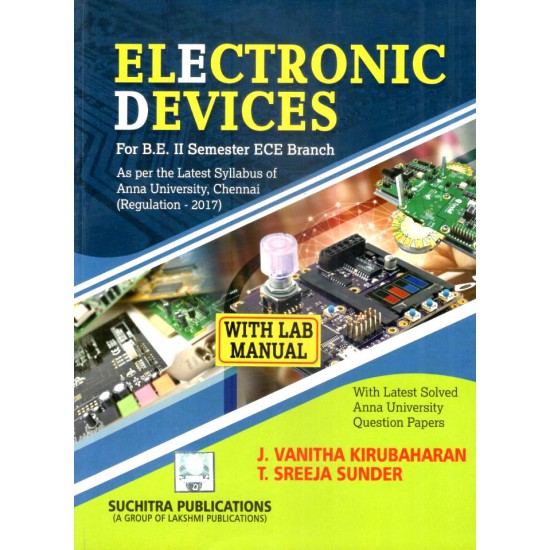 ELECTRONIC
DEVICES
For B.E. II Semester ECE Branch
As per the Latest Syllabus of
Anna University, Chennai
(Regulation - 2017)
WITH LAB
MANUAL
With Latest Solved
Anna University
Question Papers
J. VANITHA KIRUBAHARAN
T. SREEJA SUNDER
SUCHITRA PUBLICATIONS
(A GROUP OF LAKSHMI PUBLICATIONS)